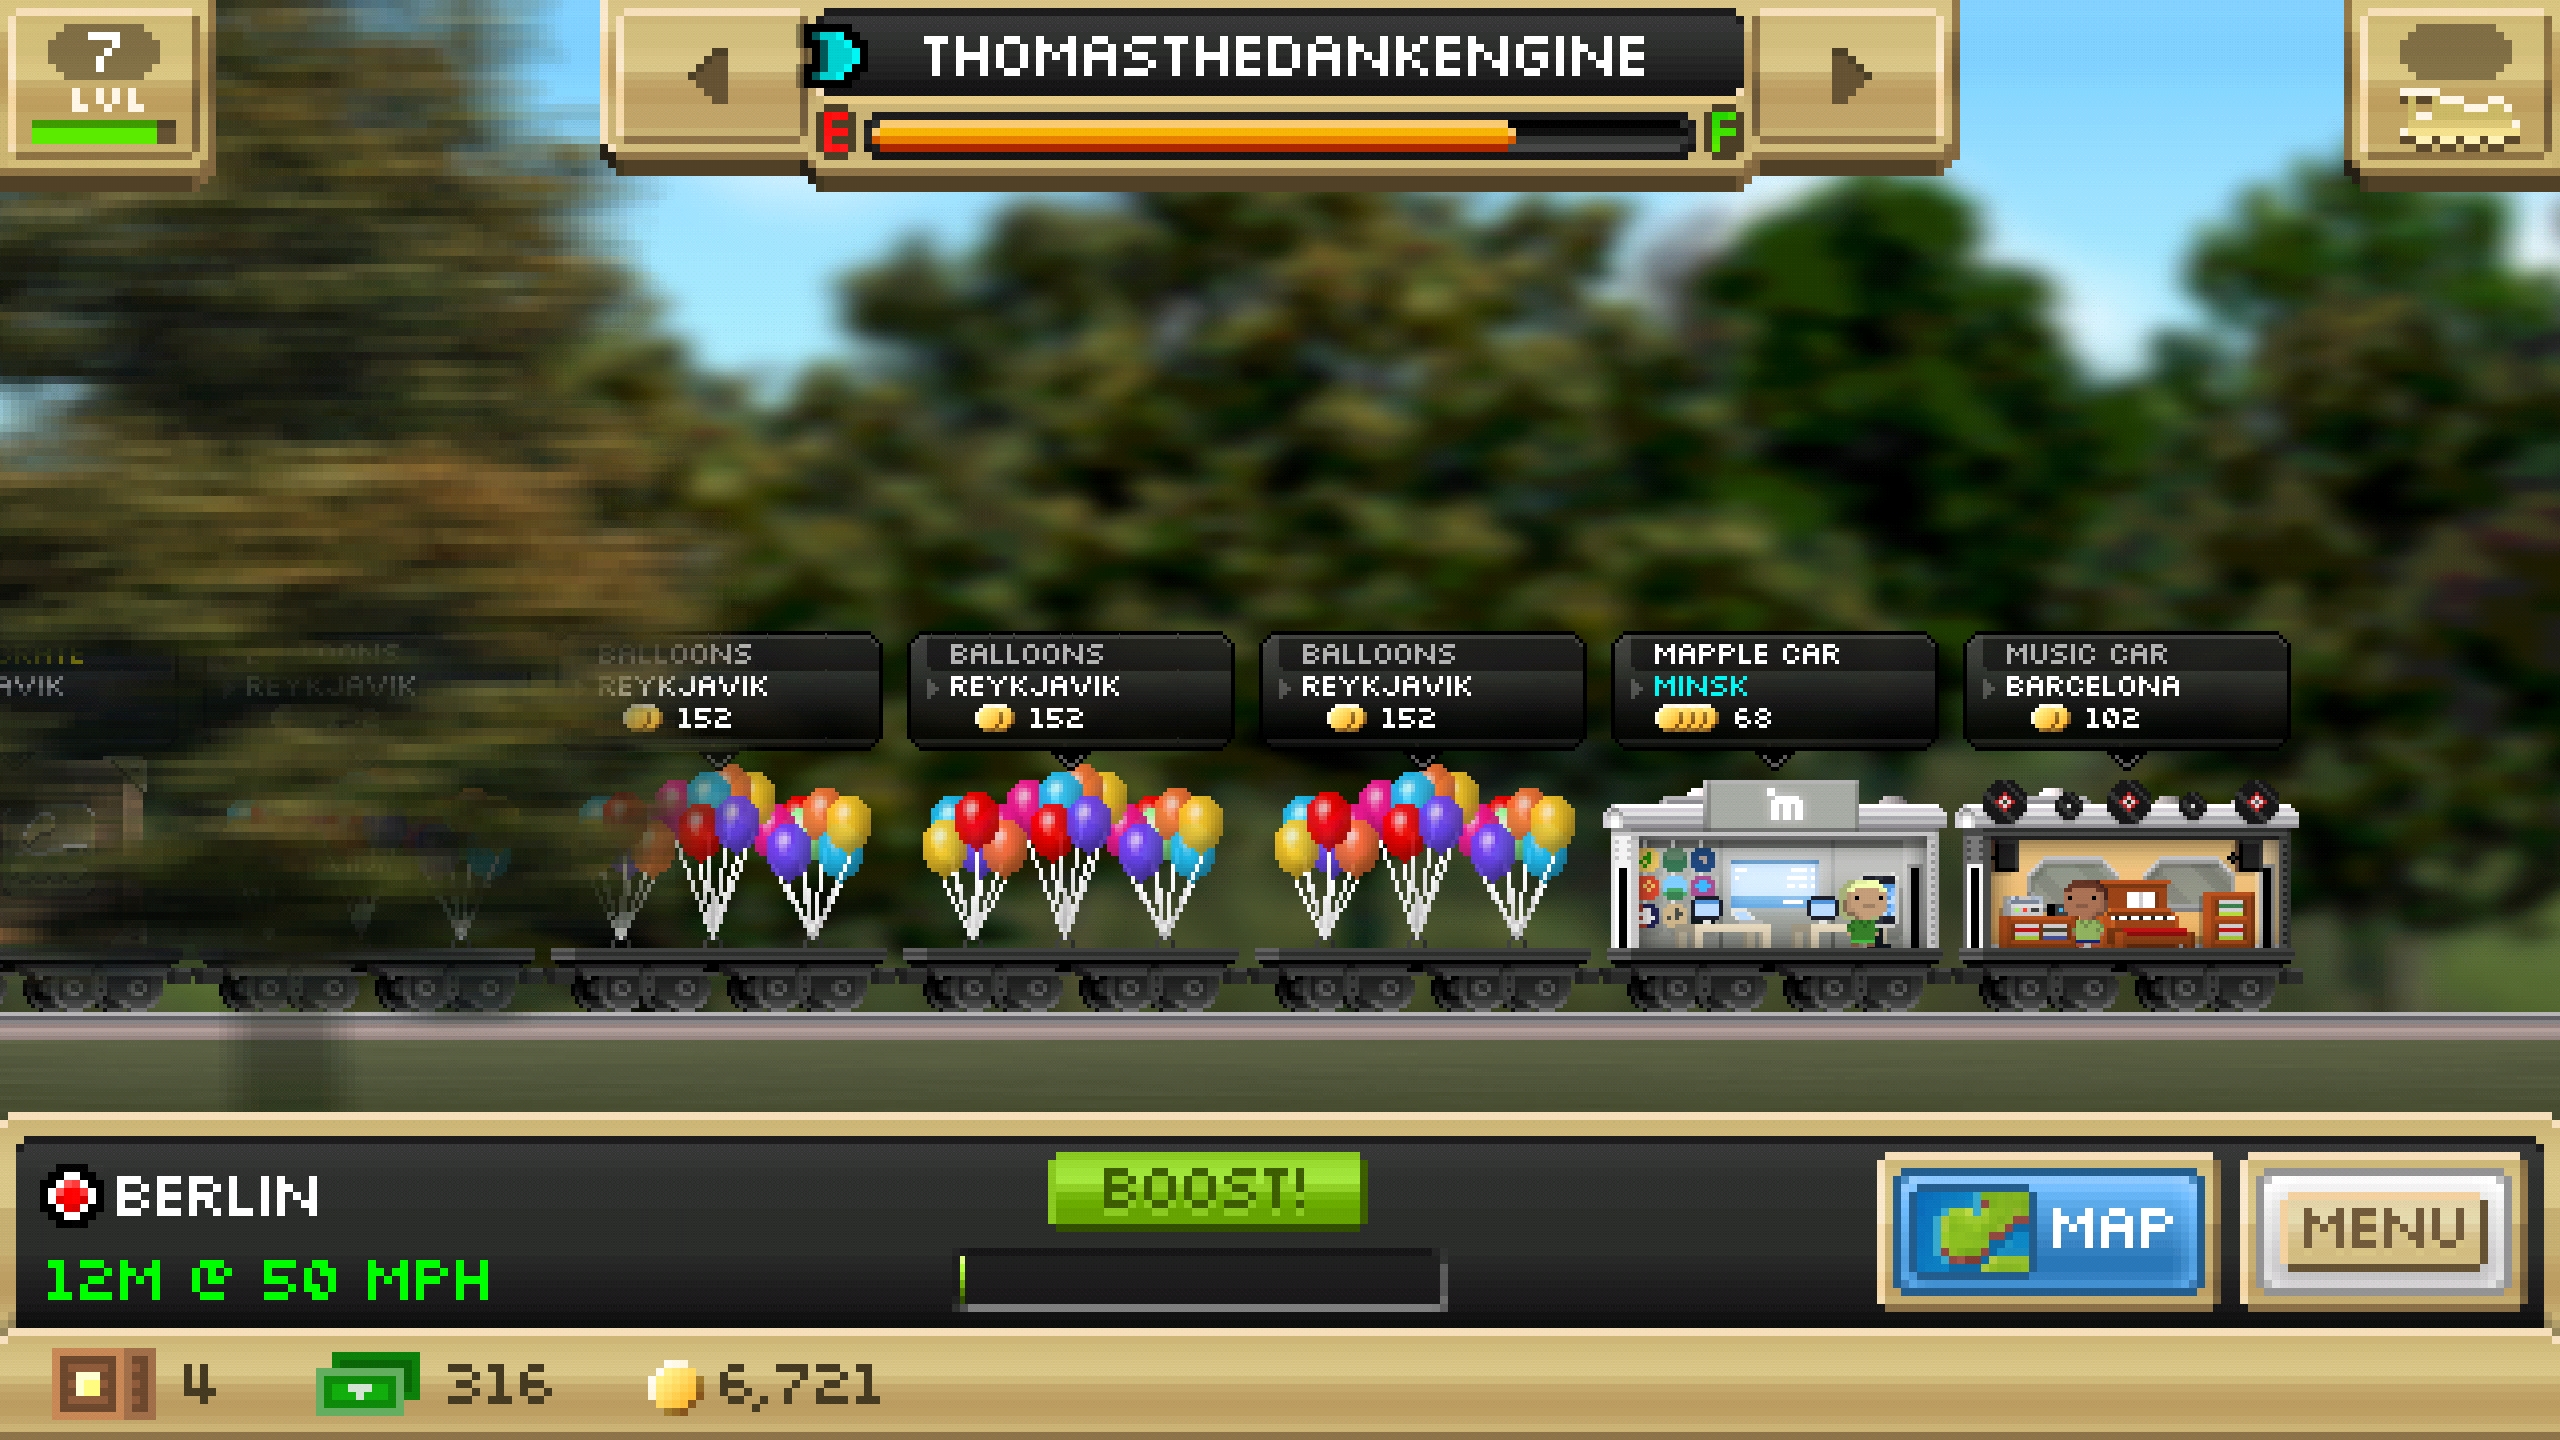 7
LVL
THOMASTHEDANKENGINE
E F
AVIK
REYKJAVIK
BALLOONS
REYKJAVIK
152
BALLOONS
REYKJAVIK
152
BALLOONS
REYKJAVIK
152
MAPPLE CAR
MINSK
68
MUSIC CAR
BARCELONA
102
m
BERLIN
12M @ 50 MPH
BOOST!
MAP
MENU
4
316
6,721